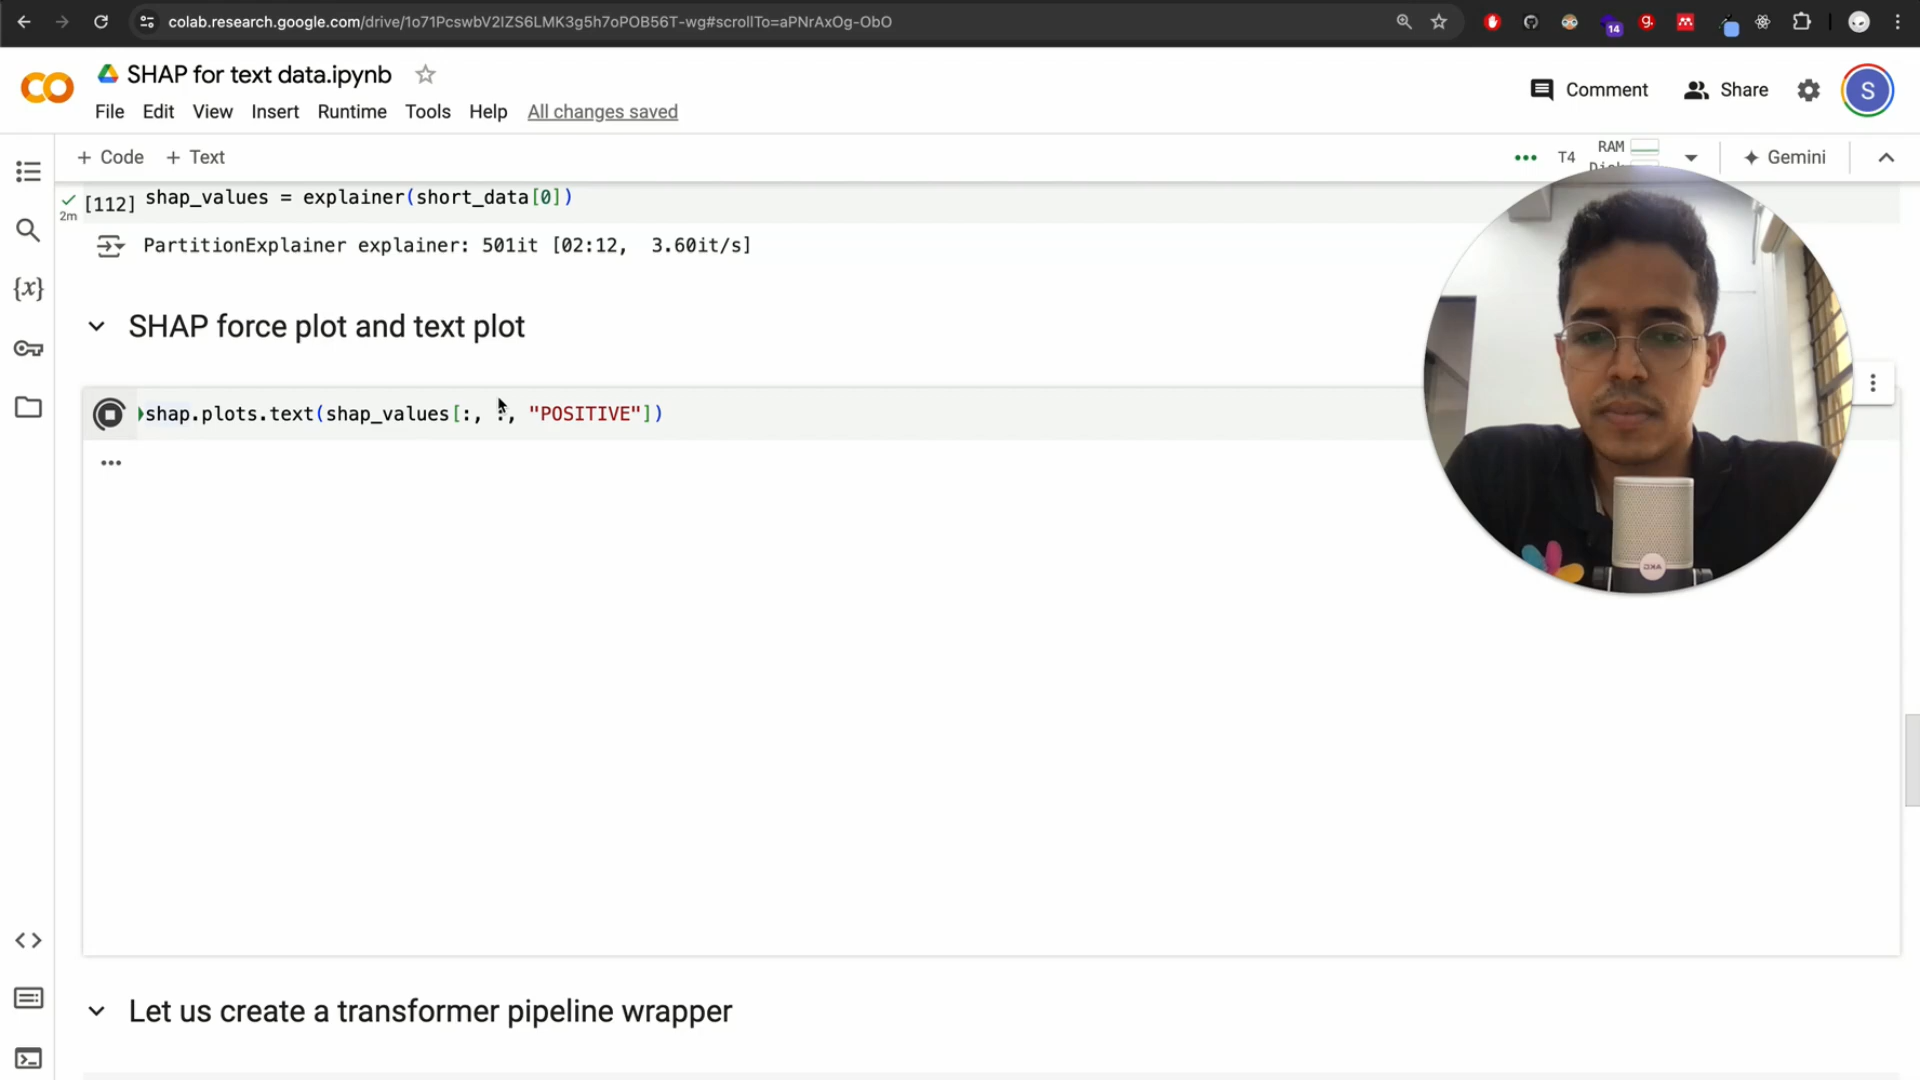 colab.research.google.com/drive/1o71PcswbV2IZS6LMK3g5h7oPOB56T-wg#scrollTo=aPNrAxOg-ObO
14
g.
SHAP for text data.ipynb
Comment
Share
S
File Edit View Insert Runtime Tools Help All changes saved
+ Code + Text
T4
RAM
Disk
Gemini
[112] shap_values = explainer(short_data[0])
2m
PartitionExplainer explainer: 501it [02:12, 3.60it/s]
{x}
SHAP force plot and text plot
shap.plots.text(shap_values[:, :, "POSITIVE"])
Let us create a transformer pipeline wrapper